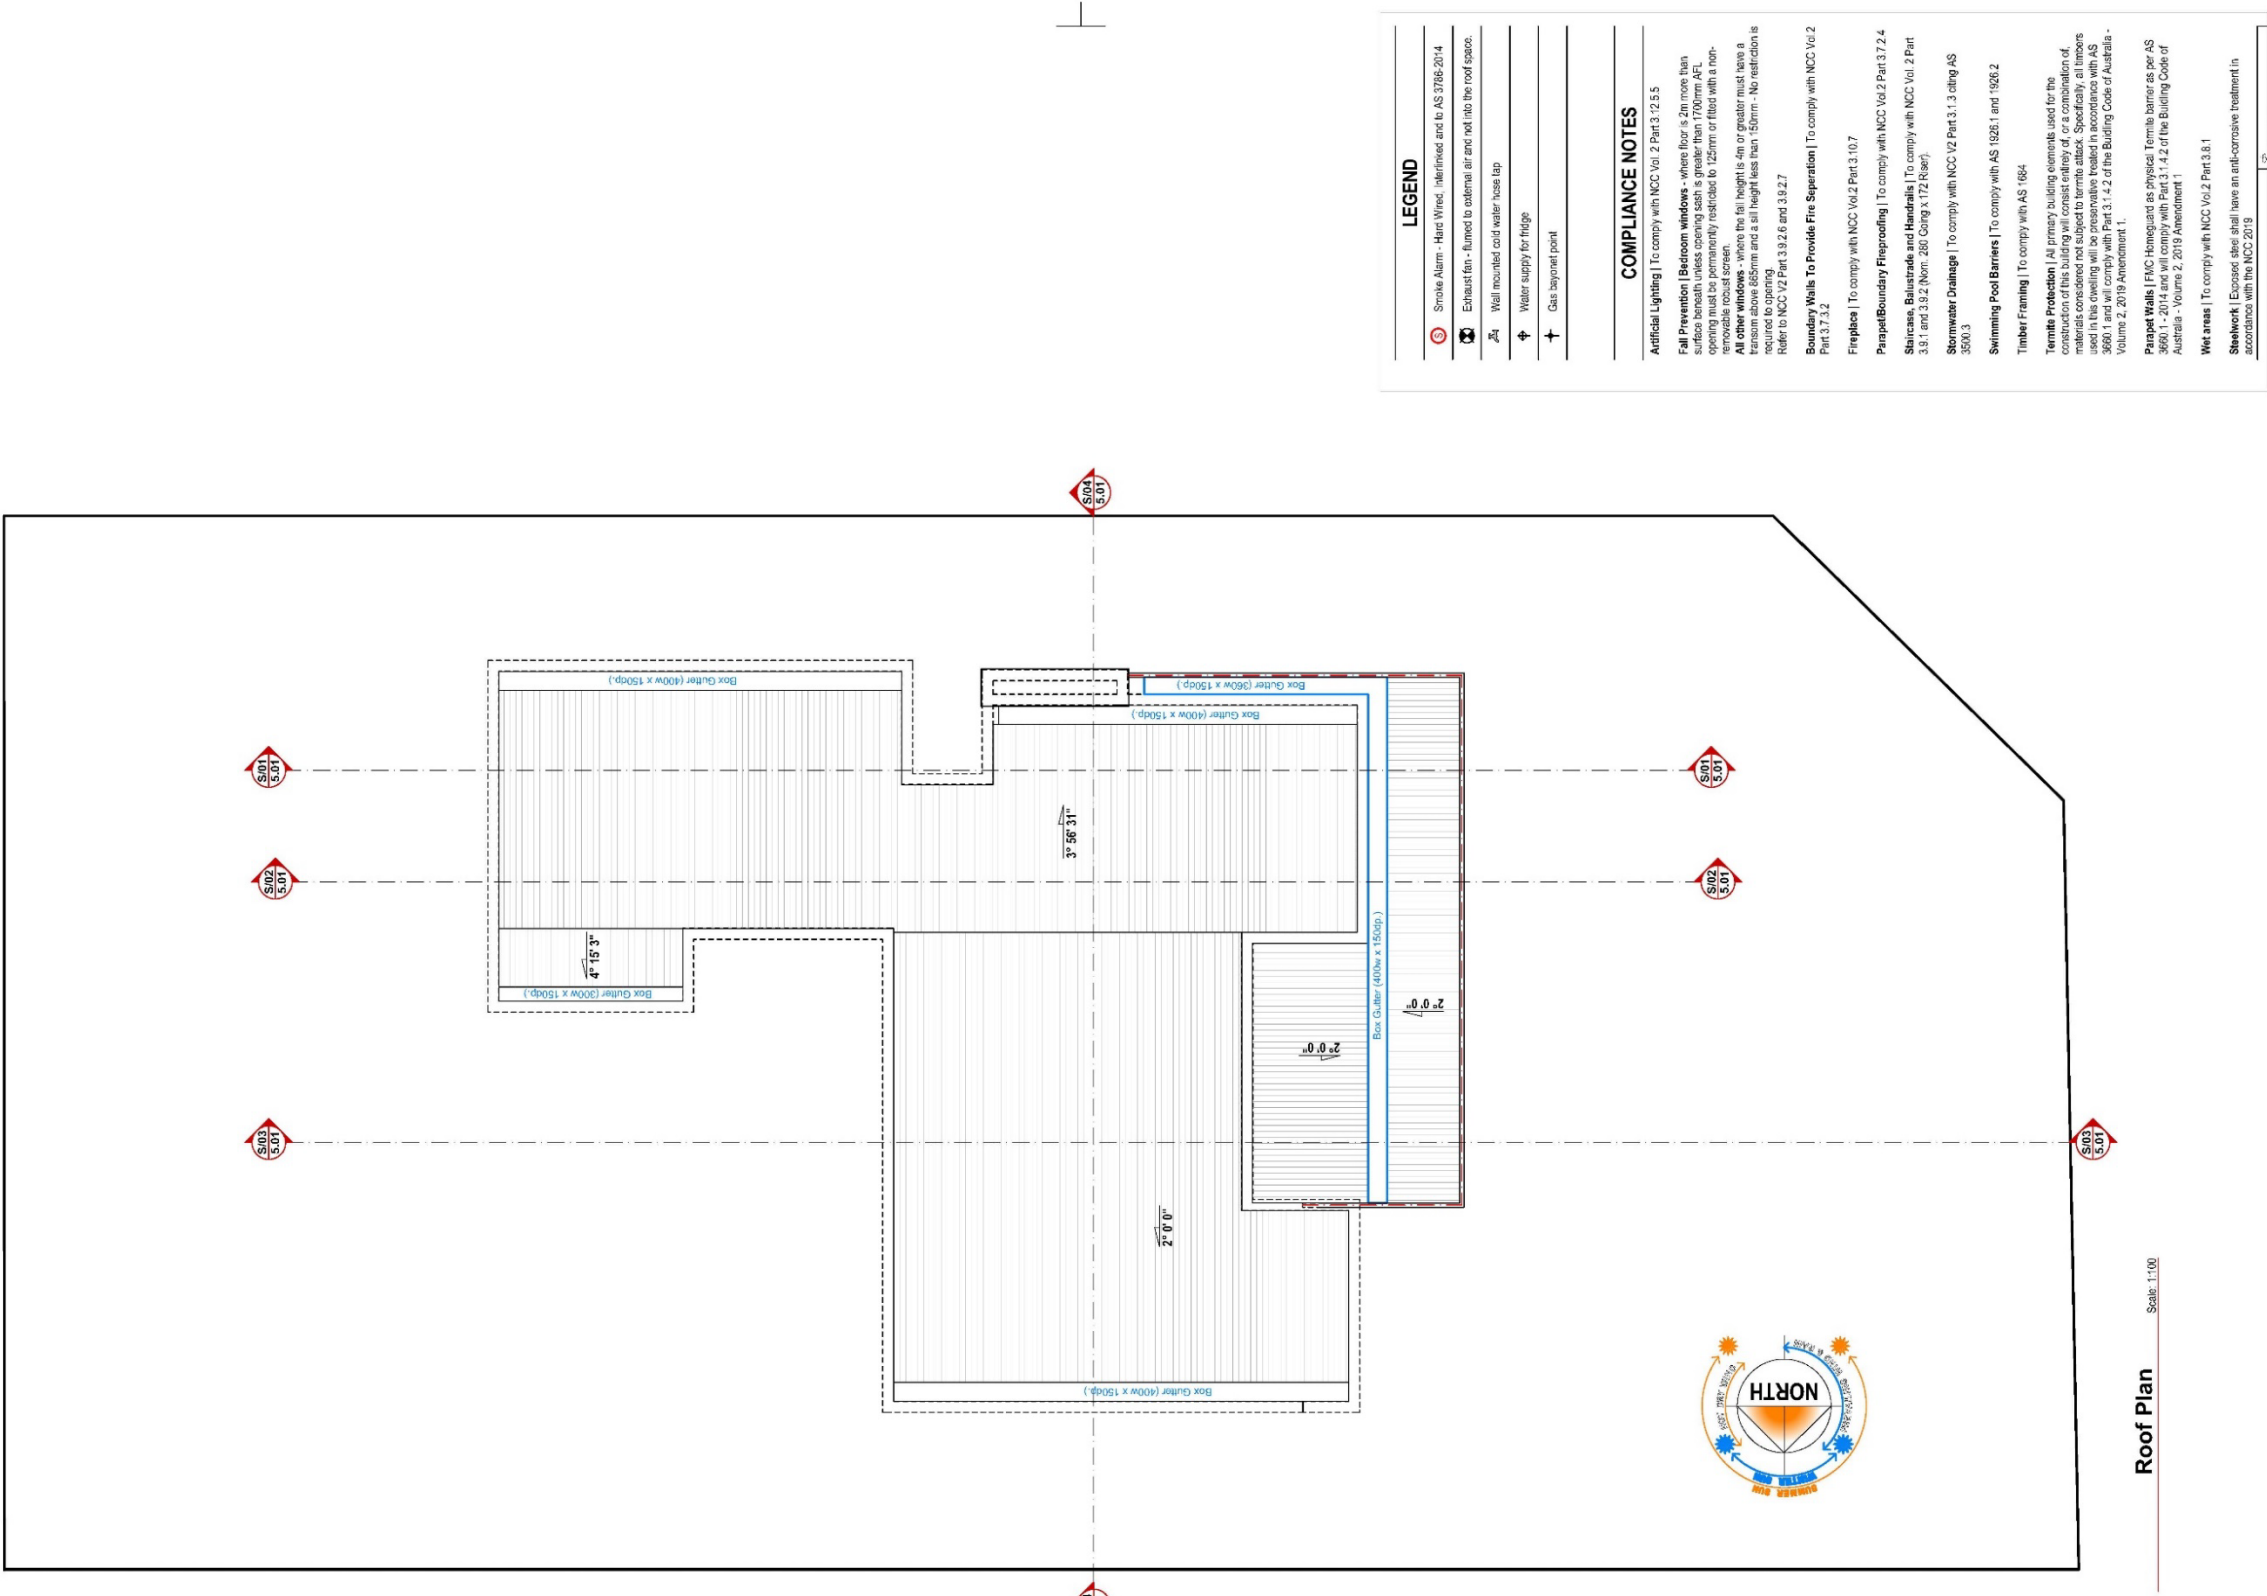 LEGEND
S Smoke Alarm - Hard Wired, Interlinked and to AS 3786-2014
Exhaust fan - flumed to external air and not into the roof space.
Wall mounted cold water hose tap
Water supply for fridge
Gas bayonet point
COMPLIANCE NOTES
Artificial Lighting | To comply with NCC Vol. 2 Part 3.12.5.5
Fall Prevention | Bedroom windows - where floor is 2m more than
surface beneath unless opening sash is greater than 1700mm AFL
opening must be permanently restricted to 125mm or fitted with a non-
removable robust screen.
All other windows - where the fall height is 4m or greater must have a
transom above 865mm and a sill height less than 150mm - No restriction is
required to opening.
Refer to NCC V2 Part 3.9.2.6 and 3.9.2.7
Boundary Walls To Provide Fire Seperation | To comply with NCC Vol.2
Part 3.7.3.2
Fireplace | To comply with NCC Vol.2 Part 3.10.7
Parapet/Boundary Fireproofing | To comply with NCC Vol.2 Part 3.7.2.4
Staircase, Balustrade and Handrails | To comply with NCC Vol. 2 Part
3.9.1 and 3.9.2 (Nom. 280 Going x 172 Riser).
Stormwater Drainage | To comply with NCC V2 Part 3.1.3 citing AS
3500.3
Swimming Pool Barriers | To comply with AS 1926.1 and 1926.2
Timber Framing | To comply with AS 1684
Termite Protection | All primary building elements used for the
construction of this building will consist entirely of, or a combination of,
materials considered not subject to termite attack. Specifically, all timbers
used in this dwelling will be preservative treated in accordance with AS
3660.1 and will comply with Part 3.1.4.2 of the Buidling Code of Australia -
Volume 2, 2019 Amendment 1.
Parapet Walls | FMC Homeguard as physical Termite barrier as per AS
3660.1 - 2014 and will comply with Part 3.1.4.2 of the Buidling Code of
Australia - Volume 2, 2019 Amendment 1
Wet areas | To comply with NCC Vol.2 Part 3.8.1
Steelwork | Exposed steel shall have an anti-corrosive treatment in
accordance with the NCC 2019
S/04
5.01
S/01
5.01
S/01
5.01
S/02
5.01
S/02
5.01
S/03
5.01
S/03
5.01
Box Gutter (400w x 150dp.)
Box Gutter (360w x 150dp.)
Box Gutter (400w x 150dp.)
3° 56' 31"
4° 15' 3"
Box Gutter (300w x 150dp.)
Box Gutter (400w x 150dp.)
2° 0' 0"
2° 0' 0"
2° 0' 0"
Box Gutter (400w x 150dp.)
NORTH
WINTER SUN
SUMMER SUN
Roof Plan
Scale: 1:100